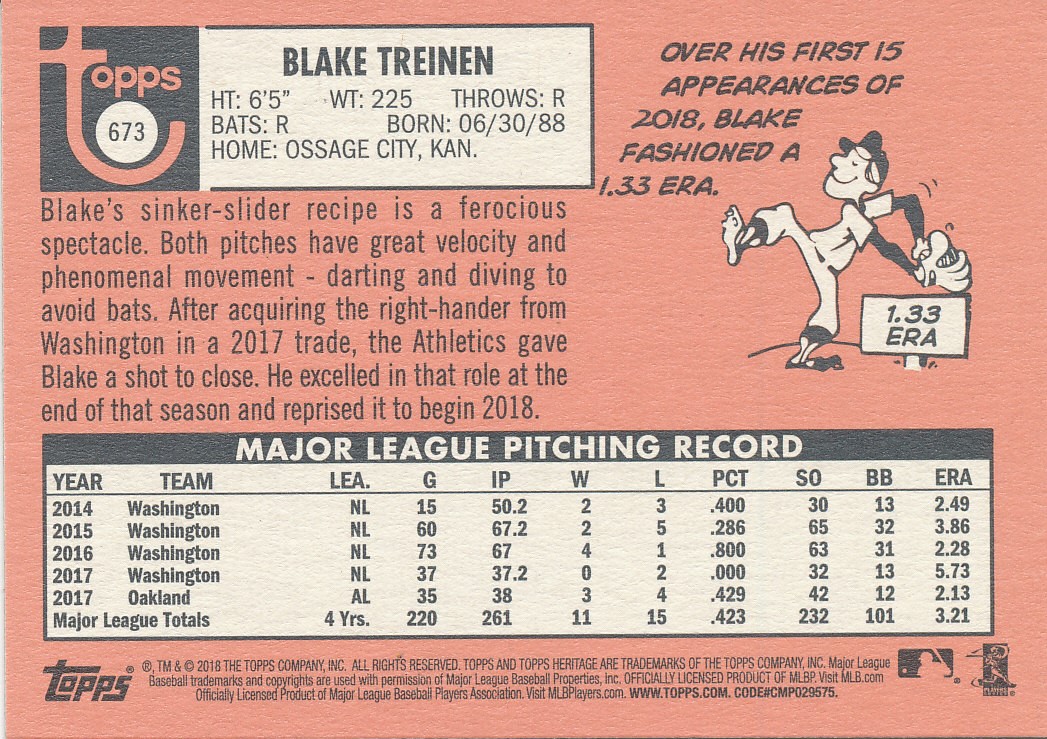 topps
673
BLAKE TREINEN
HT: 6'5" WT: 225 THROWS: R
BATS: R BORN: 06/30/88
HOME: OSSAGE CITY, KAN.
OVER HIS FIRST 15
APPEARANCES OF
2018, BLAKE
FASHIONED A
1.33 ERA.
1.33
ERA
Blake's sinker-slider recipe is a ferocious
spectacle. Both pitches have great velocity and
phenomenal movement - darting and diving to
avoid bats. After acquiring the right-hander from
Washington in a 2017 trade, the Athletics gave
Blake a shot to close. He excelled in that role at the
end of that season and reprised it to begin 2018.
MAJOR LEAGUE PITCHING RECORD
YEAR TEAM LEA. G IP W L PCT SO BB ERA
2014 Washington NL 15 50.2 2 3 .400 30 13 2.49
2015 Washington NL 60 67.2 2 5 .286 65 32 3.86
2016 Washington NL 73 67 4 1 .800 63 31 2.28
2017 Washington NL 37 37.2 0 2 .000 32 13 5.73
2017 Oakland AL 35 38 3 4 .429 42 12 2.13
Major League Totals 4 Yrs. 220 261 11 15 .423 232 101 3.21
topps
®, TM & © 2018 THE TOPPS COMPANY, INC. ALL RIGHTS RESERVED. TOPPS AND TOPPS HERITAGE ARE TRADEMARKS OF THE TOPPS COMPANY, INC. Major League
Baseball trademarks and copyrights are used with permission of Major League Baseball Properties, Inc. OFFICIALLY LICENSED PRODUCT OF MLBP. Visit MLB.com
Officially Licensed Product of Major League Baseball Players Association. Visit MLBPlayers.com. WWW.TOPPS.COM. CODE#CMP029575.
PLAYERS